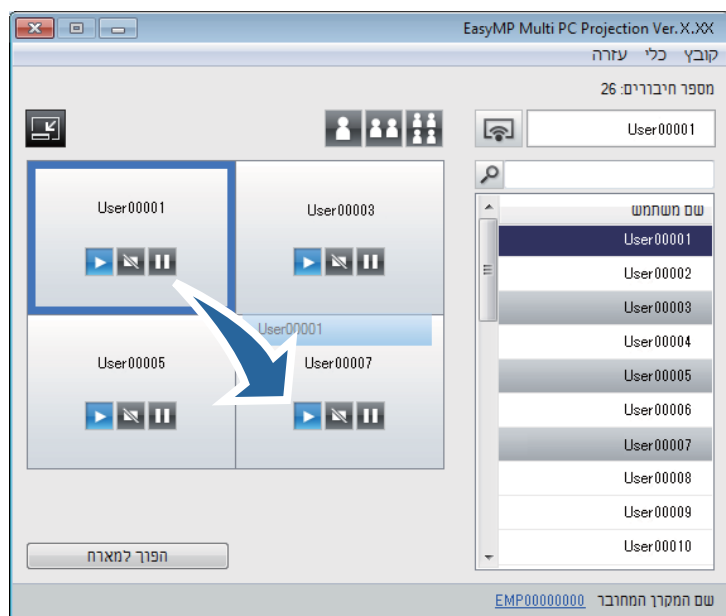 EasyMP Multi PC Projection Ver.X.XX
קובץ כלי עזרה
מספר חיבורים: 26
User00001
שם משתמש
User00001
User00002
User00003
User00004
User00005
User00006
User00007
User00008
User00009
User00010
User00001
User00003
User00001
User00005
User00007
הפוך למארח
שם המקרן המחובר EMP00000000